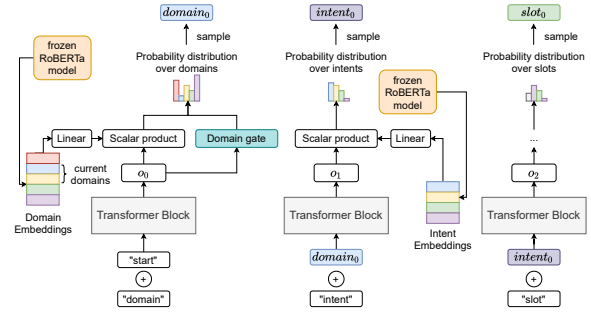 domain₀
intent₀
slot₀
sample
sample
sample
frozen
RoBERTa
model
Probability distribution
over domains
Probability distribution
over intents
Probability distribution
over slots
frozen
RoBERTa
model
Linear
Scalar product
Domain gate
Scalar product
Linear
...
current
domains
o₀
o₁
o₂
Domain
Embeddings
Transformer Block
Transformer Block
Intent
Embeddings
Transformer Block
"start"
domain₀
intent₀
+
+
+
"domain"
"intent"
"slot"